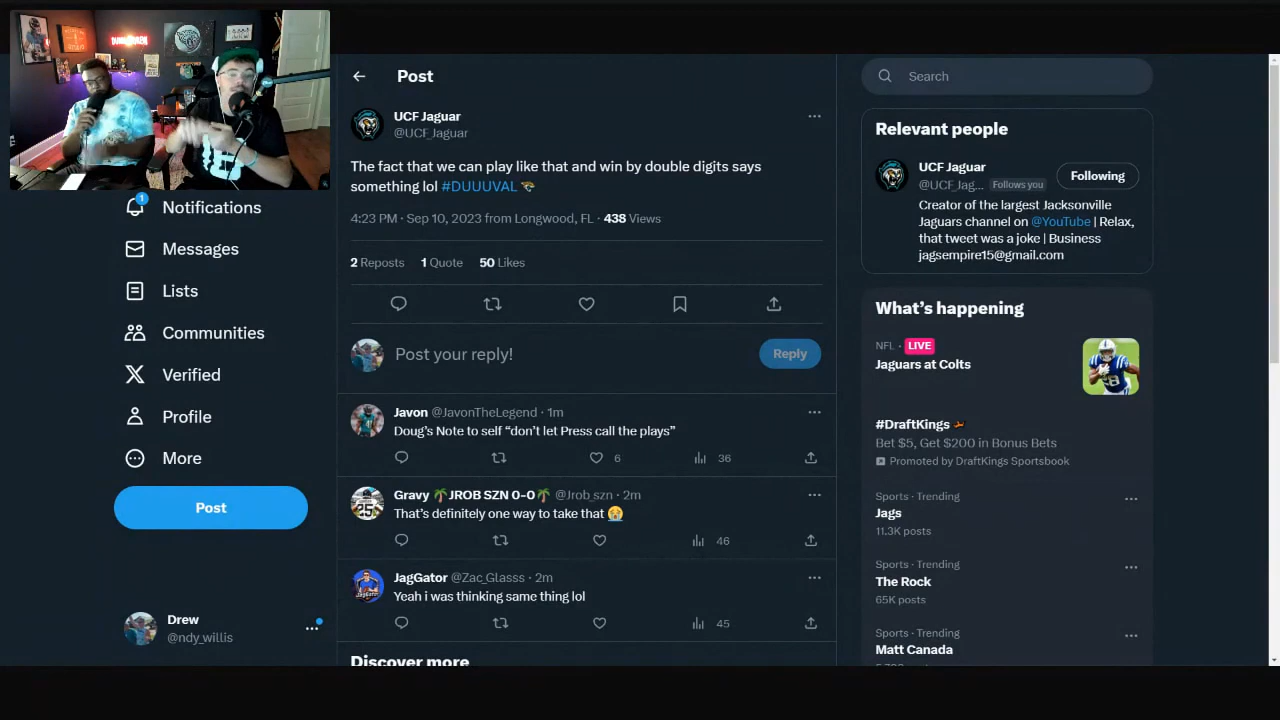 Post
UCF Jaguar
@UCF_Jaguar
The fact that we can play like that and win by double digits says
something lol #DUUUVAL
4:23 PM · Sep 10, 2023 from Longwood, FL · 438 Views
2 Reposts 1 Quote 50 Likes
Post your reply!
Reply
Javon @JavonTheLegend · 1m
Doug's Note to self “don't let Press call the plays”
6 36
Gravy 🌴JROB SZN 0-0🌴 @Jrob_szn · 2m
That's definitely one way to take that 😭
46
JagGator @Zac_Glasss · 2m
Yeah i was thinking same thing lol
45
Discover more
1
Notifications
Messages
Lists
Communities
Verified
Profile
More
Post
Drew
@ndy_willis
Search
Relevant people
UCF Jaguar
@UCF_Jag... Follows you
Following
Creator of the largest Jacksonville
Jaguars channel on @YouTube | Relax,
that tweet was a joke | Business
jagsempire15@gmail.com
What's happening
NFL · LIVE
Jaguars at Colts
#DraftKings
Bet $5, Get $200 in Bonus Bets
Promoted by DraftKings Sportsbook
Sports · Trending
Jags
11.3K posts
Sports · Trending
The Rock
65K posts
Sports · Trending
Matt Canada